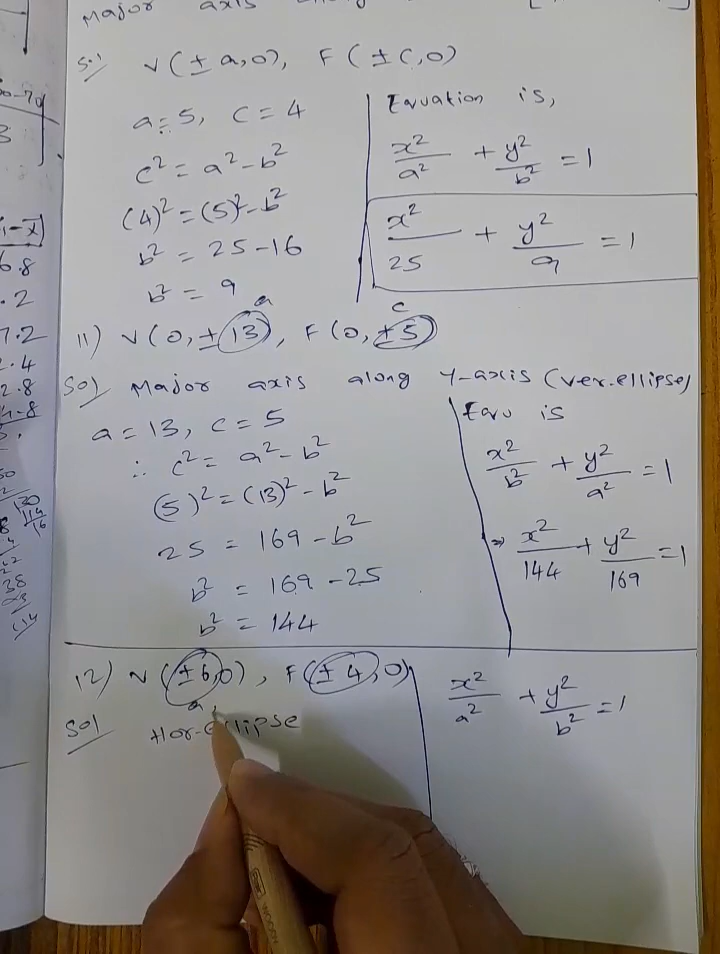 Major axis along
Sol V(± a,0), F(± c,0)
a = 5, c = 4
c² = a² - b²
(4)² = (5)² - b²
b² = 25 - 16
b² = 9
Equation is,
x²/a² + y²/b² = 1
x²/25 + y²/9 = 1
a c
11) V(0, ± 13), F(0, ± 5)
Sol Major axis along Y-axis (ver.ellipse)
a = 13, c = 5
∴ c² = a² - b²
(5)² = (13)² - b²
25 = 169 - b²
b² = 169 - 25
b² = 144
Equ is
x²/b² + y²/a² = 1
⇒ x²/144 + y²/169 = 1
12) V(± 6,0), F(± 4,0)
a
Sol Hor-ellipse
x²/a² + y²/b² = 1